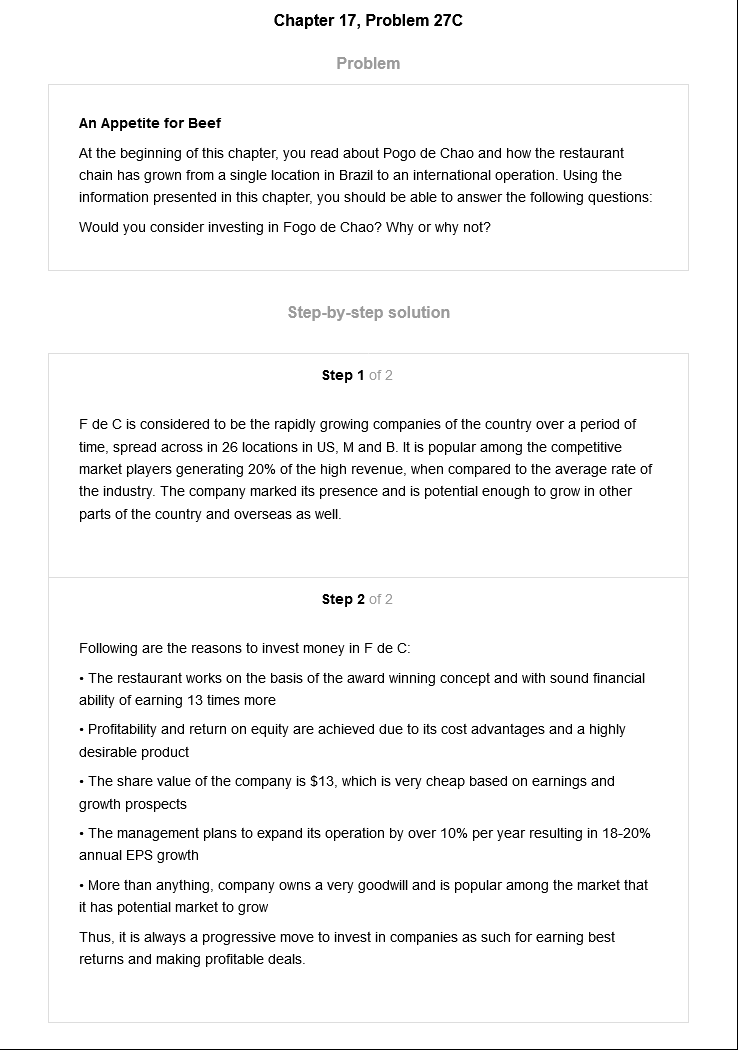 Chapter 17, Problem 27C
Problem
An Appetite for Beef
At the beginning of this chapter, you read about Pogo de Chao and how the restaurant
chain has grown from a single location in Brazil to an international operation. Using the
information presented in this chapter, you should be able to answer the following questions:
Would you consider investing in Fogo de Chao? Why or why not?
Step-by-step solution
Step 1 of 2
F de C is considered to be the rapidly growing companies of the country over a period of
time, spread across in 26 locations in US, M and B. It is popular among the competitive
market players generating 20% of the high revenue, when compared to the average rate of
the industry. The company marked its presence and is potential enough to grow in other
parts of the country and overseas as well.
Step 2 of 2
Following are the reasons to invest money in F de C:
• The restaurant works on the basis of the award winning concept and with sound financial
ability of earning 13 times more
• Profitability and return on equity are achieved due to its cost advantages and a highly
desirable product
• The share value of the company is $13, which is very cheap based on earnings and
growth prospects
• The management plans to expand its operation by over 10% per year resulting in 18-20%
annual EPS growth
• More than anything, company owns a very goodwill and is popular among the market that
it has potential market to grow
Thus, it is always a progressive move to invest in companies as such for earning best
returns and making profitable deals.